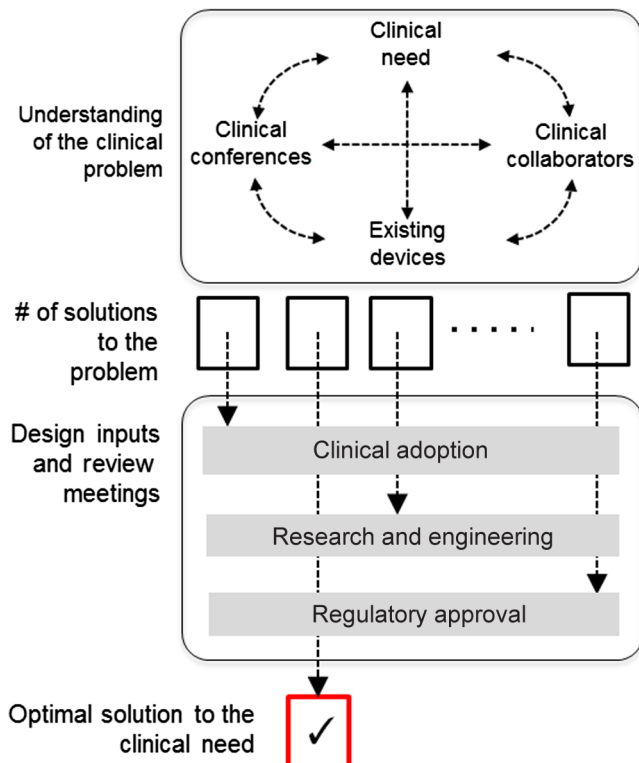 Clinical
need
Understanding
of the clinical
problem
Clinical
conferences
Clinical
collaborators
Existing
devices
# of solutions
to the
problem
Design inputs
and review
meetings
Clinical adoption
Research and engineering
Regulatory approval
Optimal solution to the
clinical need